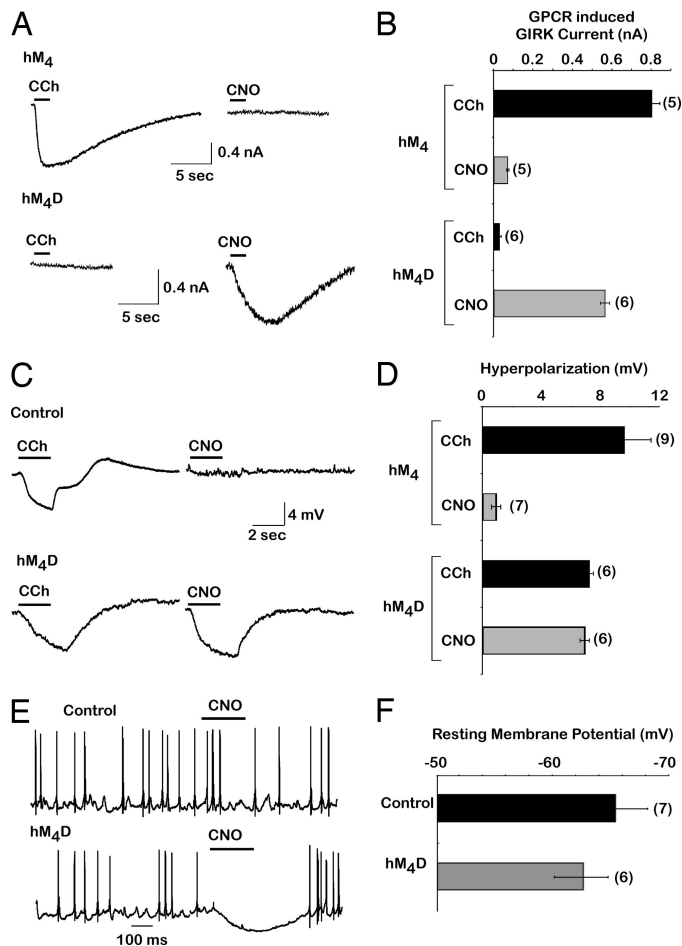 A
hM4
CCh
CNO
0.4 nA
5 sec
hM4D
CCh
CNO
0.4 nA
5 sec
B
GPCR induced
GIRK Current (nA)
0 0.2 0.4 0.6 0.8
hM4
CCh (5)
CNO (5)
hM4D
CCh (6)
CNO (6)
C
Control
CCh
CNO
4 mV
2 sec
hM4D
CCh
CNO
D
Hyperpolarization (mV)
0 4 8 12
hM4
CCh (9)
CNO (7)
hM4D
CCh (6)
CNO (6)
E
Control
CNO
hM4D
CNO
100 ms
F
Resting Membrane Potential (mV)
-50 -60 -70
Control (7)
hM4D (6)